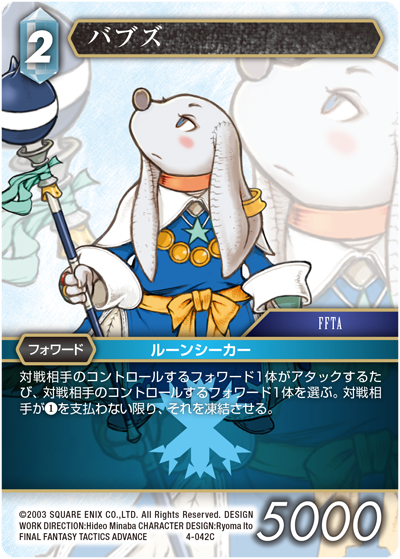 2
バブズ
FFTA
フォワード
ルーンシーカー
対戦相手のコントロールするフォワード1体がアタックするた
び、対戦相手のコントロールするフォワード1体を選ぶ。対戦相
手が❶を支払わない限り、それを凍結させる。
©2003 SQUARE ENIX CO.,LTD. All Rights Reserved. DESIGN
WORK DIRECTION:Hideo Minaba CHARACTER DESIGN:Ryoma Ito
FINAL FANTASY TACTICS ADVANCE 4-042C
5000